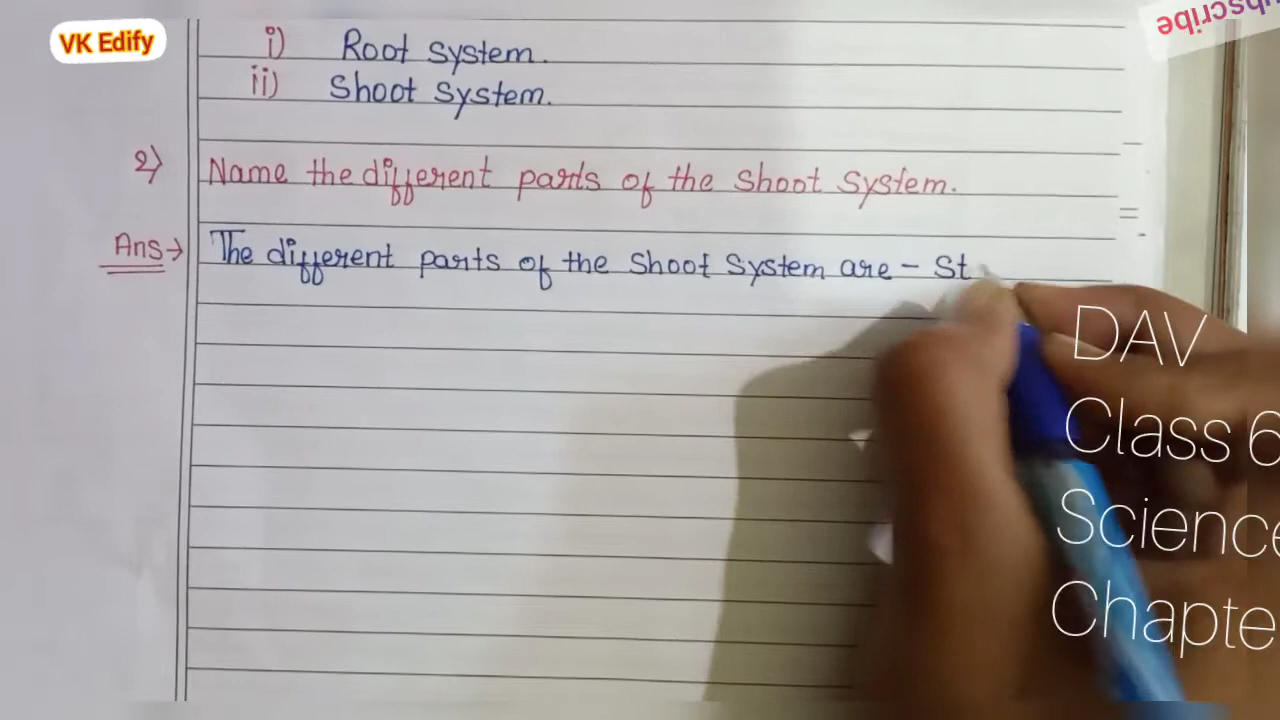 VK Edify
ubscribe
i) Root System.
ii) Shoot System.
2) Name the different parts of the Shoot System.
Ans→ The different parts of the Shoot System are - St
DAV
Class 6
Science
Chapte